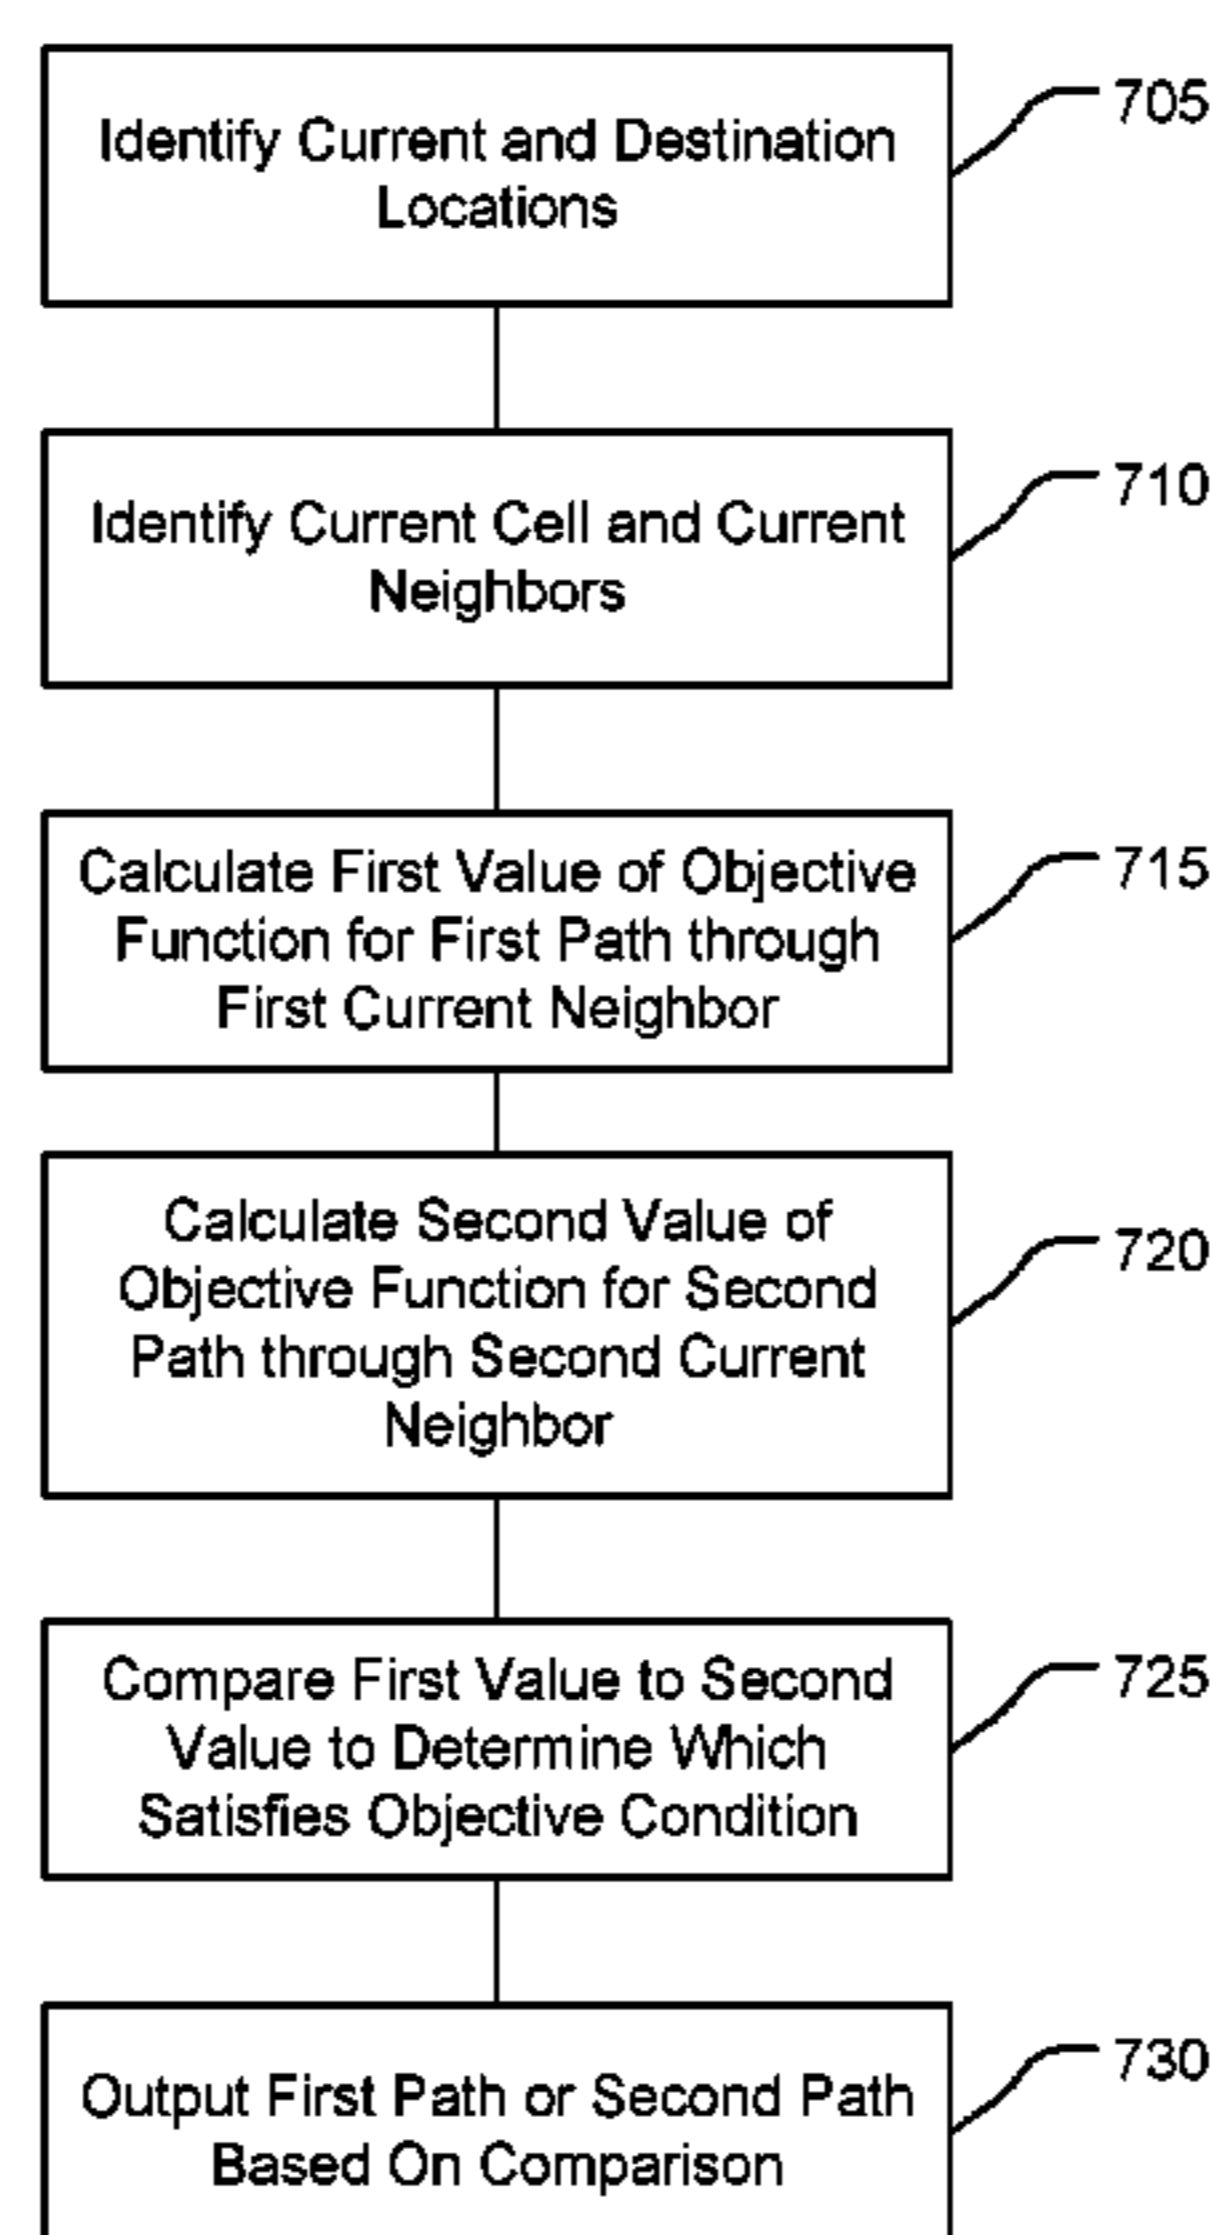 Identify Current and Destination
Locations
705
Identify Current Cell and Current
Neighbors
710
Calculate First Value of Objective
Function for First Path through
First Current Neighbor
715
Calculate Second Value of
Objective Function for Second
Path through Second Current
Neighbor
720
Compare First Value to Second
Value to Determine Which
Satisfies Objective Condition
725
Output First Path or Second Path
Based On Comparison
730